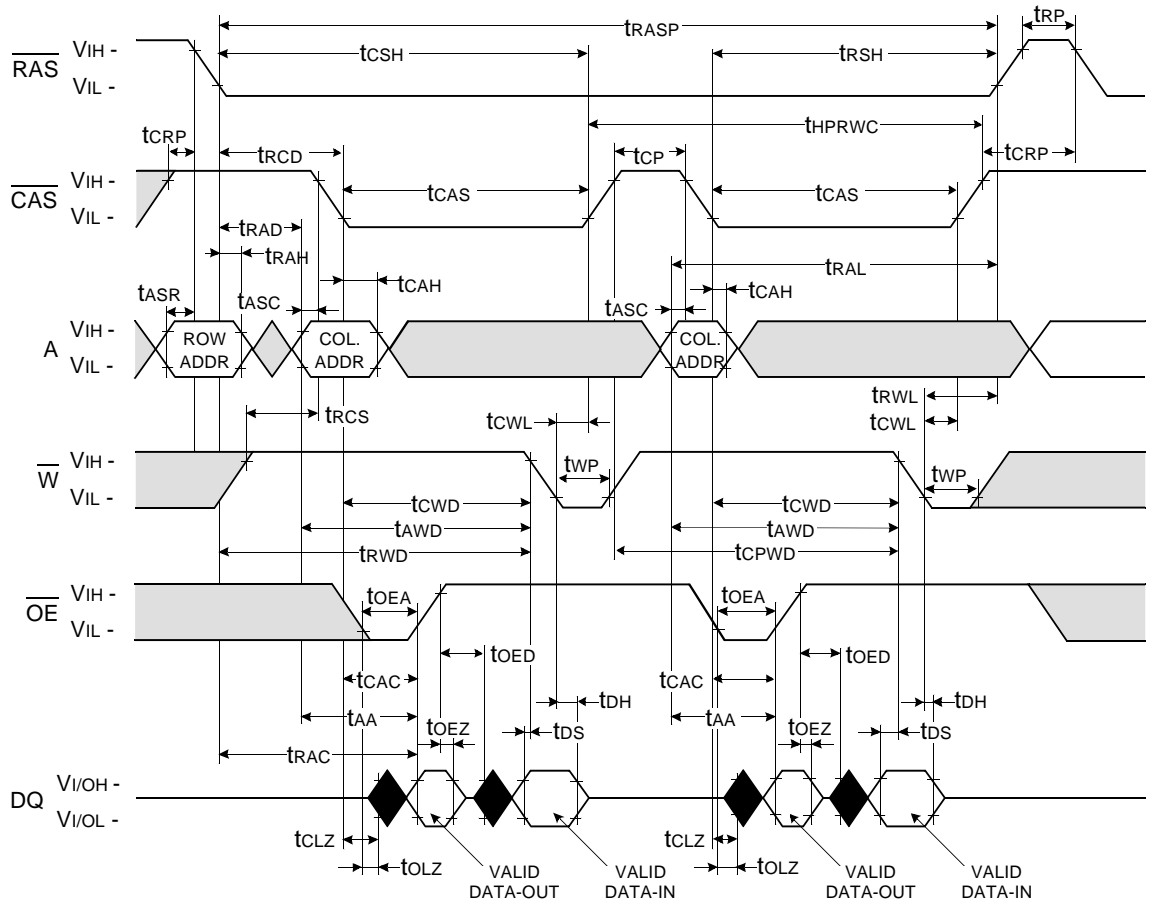 tRASP
tRP
tCSH
tRSH
RAS
VIH -
VIL -
tHPRWC
tCRP
tRCD
tCP
tCRP
CAS
VIH -
VIL -
tCAS
tCAS
tRAD
tRAH
tRAL
tCAH
tCAH
tASR
tASC
tASC
A
VIH -
VIL -
ROW
ADDR
COL.
ADDR
COL.
ADDR
tRWL
tRCS
tCWL
tCWL
W
VIH -
VIL -
tWP
tWP
tCWD
tCWD
tAWD
tAWD
tRWD
tCPWD
OE
VIH -
VIL -
tOEA
tOEA
tOED
tOED
tCAC
tCAC
tDH
tDH
tAA
tOEZ
tDS
tAA
tOEZ
tDS
tRAC
DQ
VI/OH -
VI/OL -
tCLZ
tCLZ
tOLZ
tOLZ
VALID
DATA-OUT
VALID
DATA-IN
VALID
DATA-OUT
VALID
DATA-IN